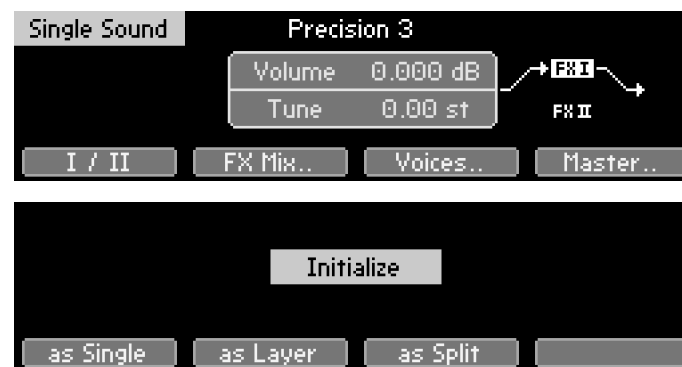 Single Sound Precision 3
Volume 0.000 dB FX I
Tune 0.00 st FX II
I / II FX Mix.. Voices.. Master..
Initialize
as Single as Layer as Split